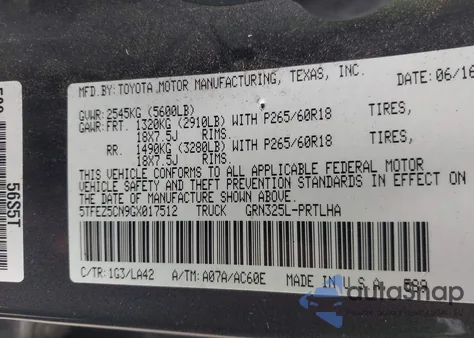 MFD.BY:TOYOTA MOTOR MANUFACTURING, TEXAS, INC. DATE: 06/16
GVWR: 2545KG (5600LB)
GAWR:FRT. 1320KG (2910LB) WITH P265/60R18 TIRES,
18X7.5J RIMS.
RR. 1490KG (3280LB) WITH P265/60R18 TIRES,
18X7.5J RIMS.
THIS VEHICLE CONFORMS TO ALL APPLICABLE FEDERAL MOTOR
VEHICLE SAFETY AND THEFT PREVENTION STANDARDS IN EFFECT ON
THE DATE OF MANUFACTURE SHOWN ABOVE.
5TFEZ5CN9GX017512 TRUCK GRN325L-PRTLHA
C/TR:1G3/LA42 A/TM:A07A/AC60E MADE IN U.S.A.
56S5T
autoSnap